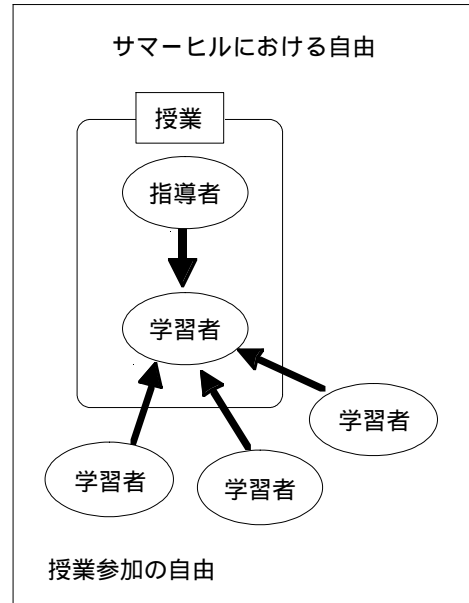 サマーヒルにおける自由
授業
指導者
学習者
学習者
学習者
学習者
授業参加の自由